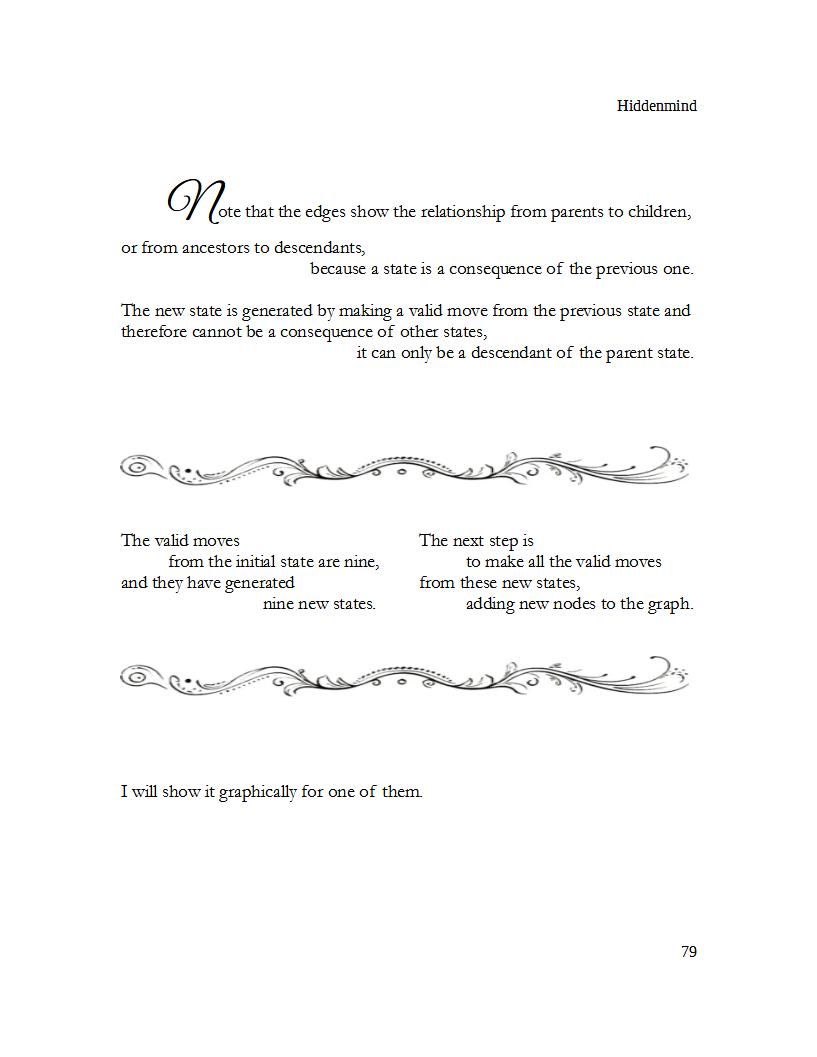 Hiddenmind
Note that the edges show the relationship from parents to children,
or from ancestors to descendants,
because a state is a consequence of the previous one.
The new state is generated by making a valid move from the previous state and
therefore cannot be a consequence of other states,
it can only be a descendant of the parent state.
The valid moves
from the initial state are nine,
and they have generated
nine new states.
The next step is
to make all the valid moves
from these new states,
adding new nodes to the graph.
I will show it graphically for one of them.
79